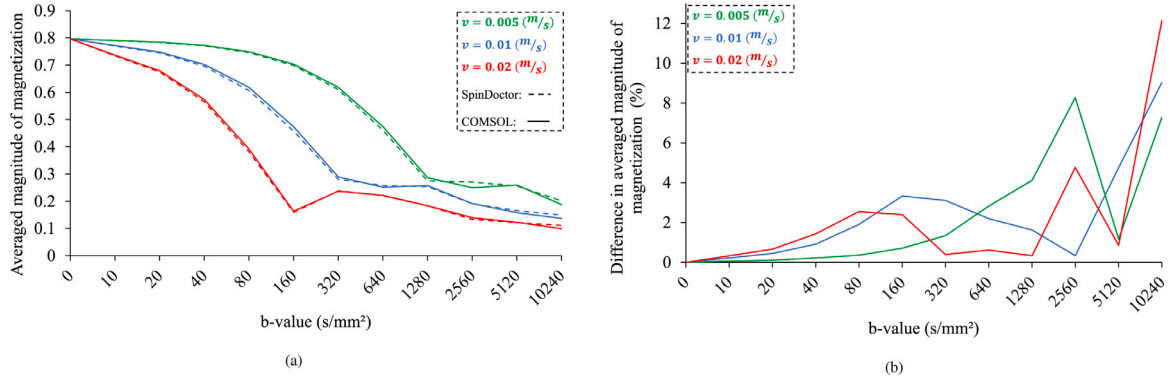 Averaged magnitude of magnetization
0.9
0.8
0.7
0.6
0.5
0.4
0.3
0.2
0.1
0
v = 0.005 (m/s)
v = 0.01 (m/s)
v = 0.02 (m/s)
SpinDoctor:
COMSOL:
0 10 20 40 80 160 320 640 1280 2560 5120 10240
b-value (s/mm²)
(a)
Difference in averaged magnitude of
magnetization (%)
12
10
8
6
4
2
0
v = 0.005 (m/s)
v = 0.01 (m/s)
v = 0.02 (m/s)
0 10 20 40 80 160 320 640 1280 2560 5120 10240
b-value (s/mm²)
(b)